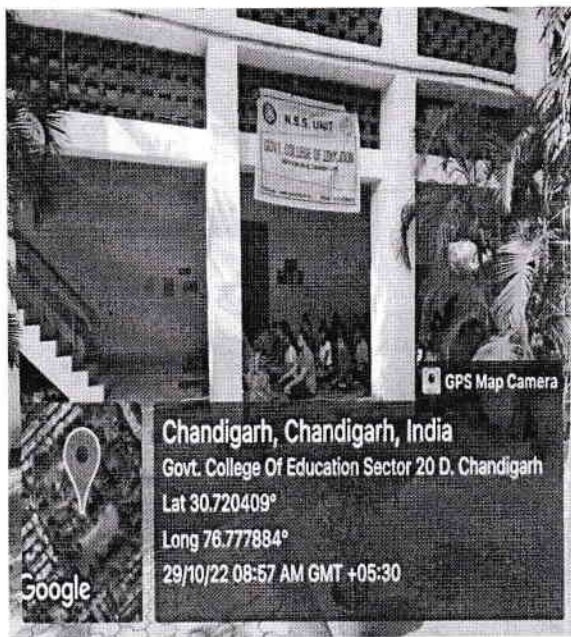 N.S.S. UNIT
GOVT. COLLEGE OF EDUCATION
GPS Map Camera
Chandigarh, Chandigarh, India
Govt. College Of Education Sector 20 D. Chandigarh
Lat 30.720409°
Long 76.777884°
29/10/22 08:57 AM GMT +05:30
Google